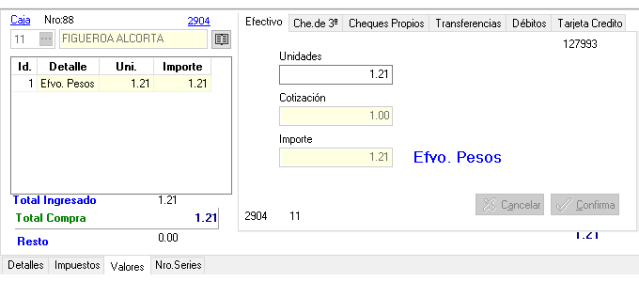 Caja Nro:88 2904
11 ... FIGUEROA ALCORTA
Id. Detalle Uni. Importe
1 Efvo. Pesos 1.21 1.21
Total Ingresado 1.21
Total Compra 1.21
Resto 0.00
Efectivo Che.de 3º Cheques Propios Transferencias Débitos Tarjeta Credito
127993
Unidades
1.21
Cotización
1.00
Importe
1.21 Efvo. Pesos
Cancelar Confirma
2904 11
1.21
Detalles Impuestos Valores Nro.Series